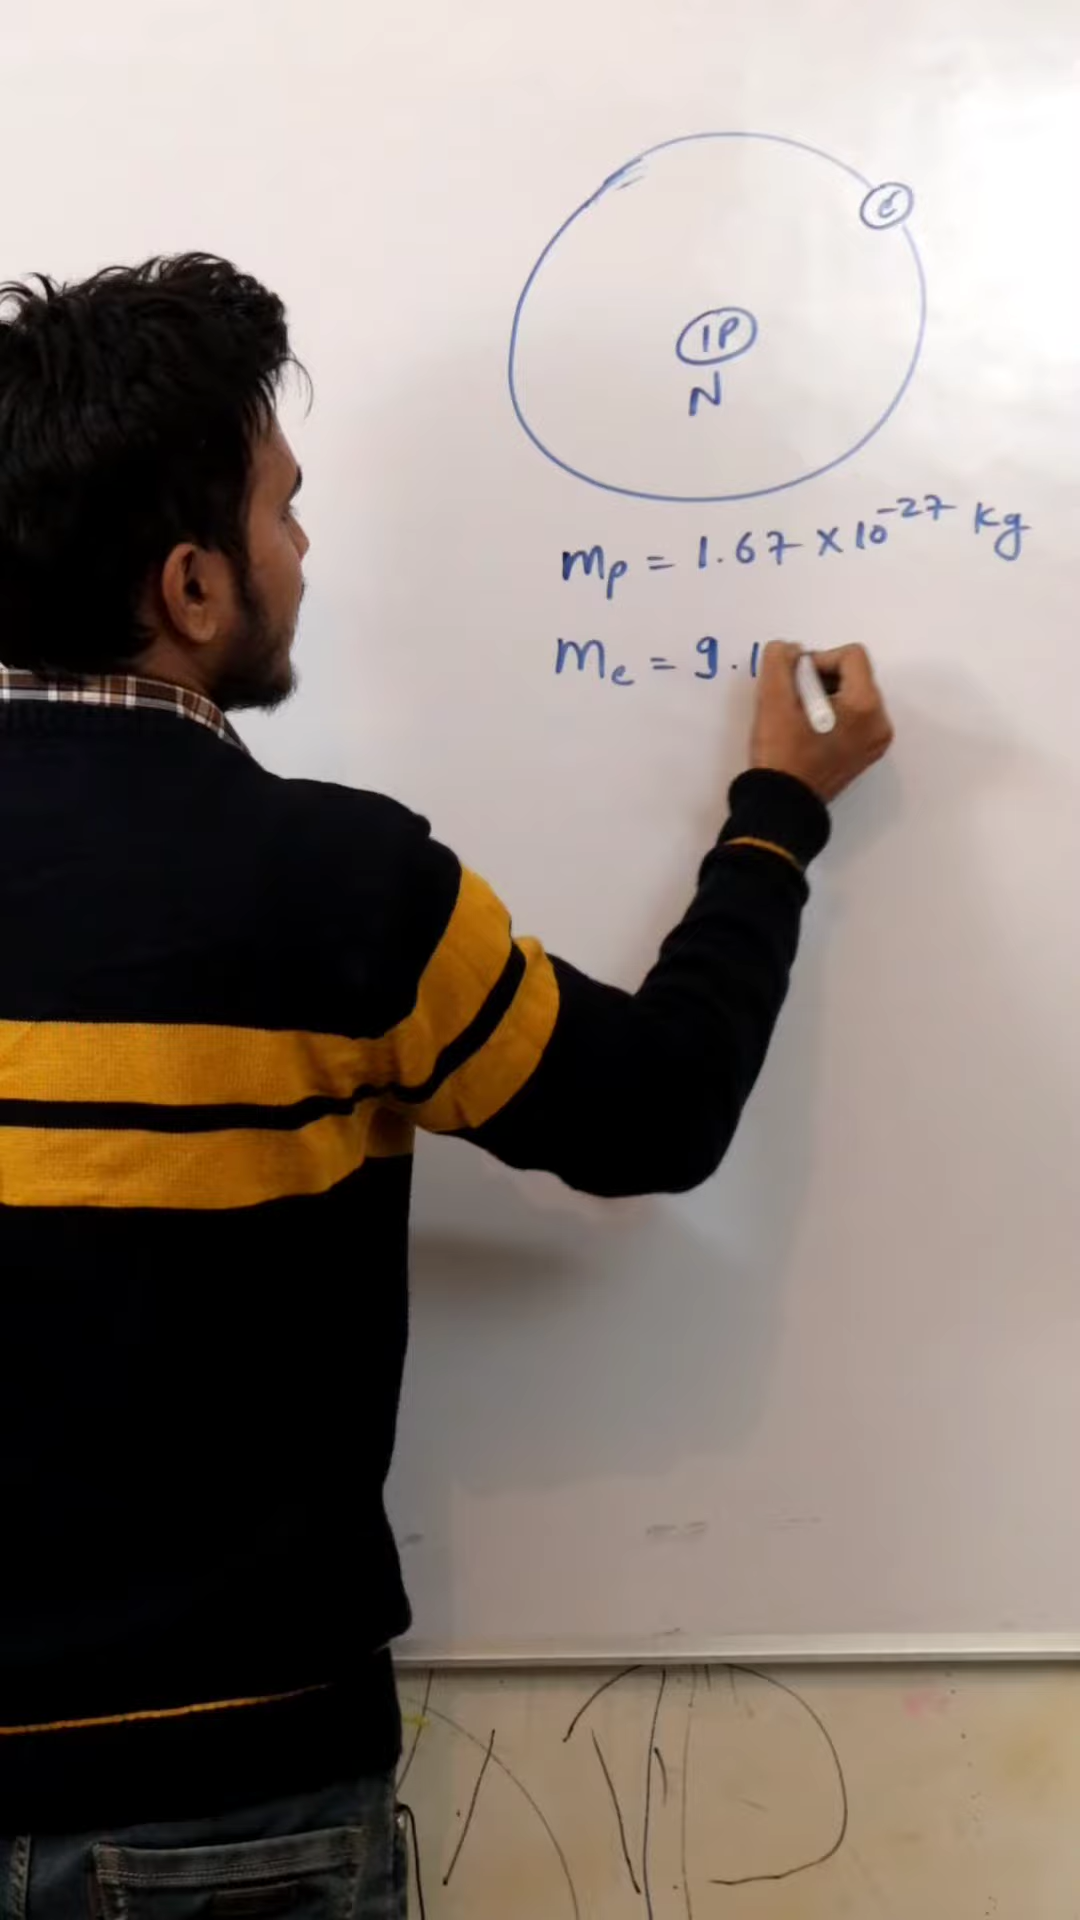 e
1P
N
mp = 1.67 × 10⁻²⁷ kg
me = 9.1